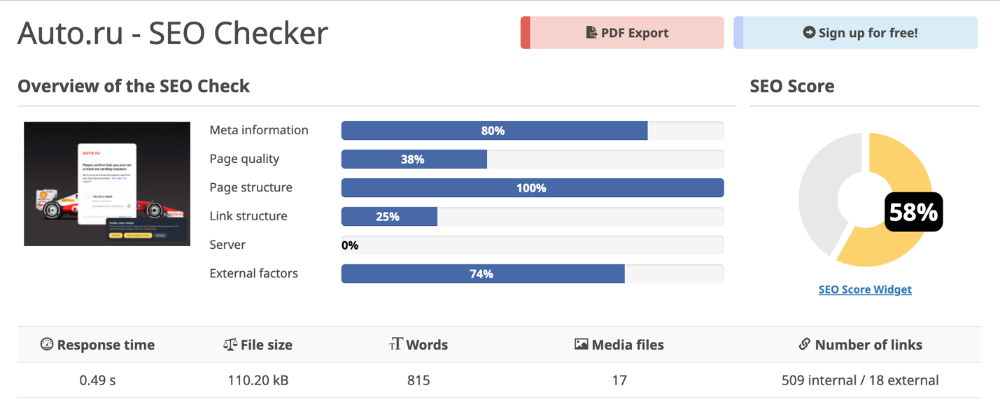 Auto.ru - SEO Checker
PDF Export
Sign up for free!
Overview of the SEO Check
SEO Score
auto.ru
Please confirm that you and not
a robot are sending requests
I'm not a robot
Meta information
80%
Page quality
38%
Page structure
100%
Link structure
25%
Server
0%
External factors
74%
58%
SEO Score Widget
Response time
File size
Words
Media files
Number of links
0.49 s
110.20 kB
815
17
509 internal / 18 external